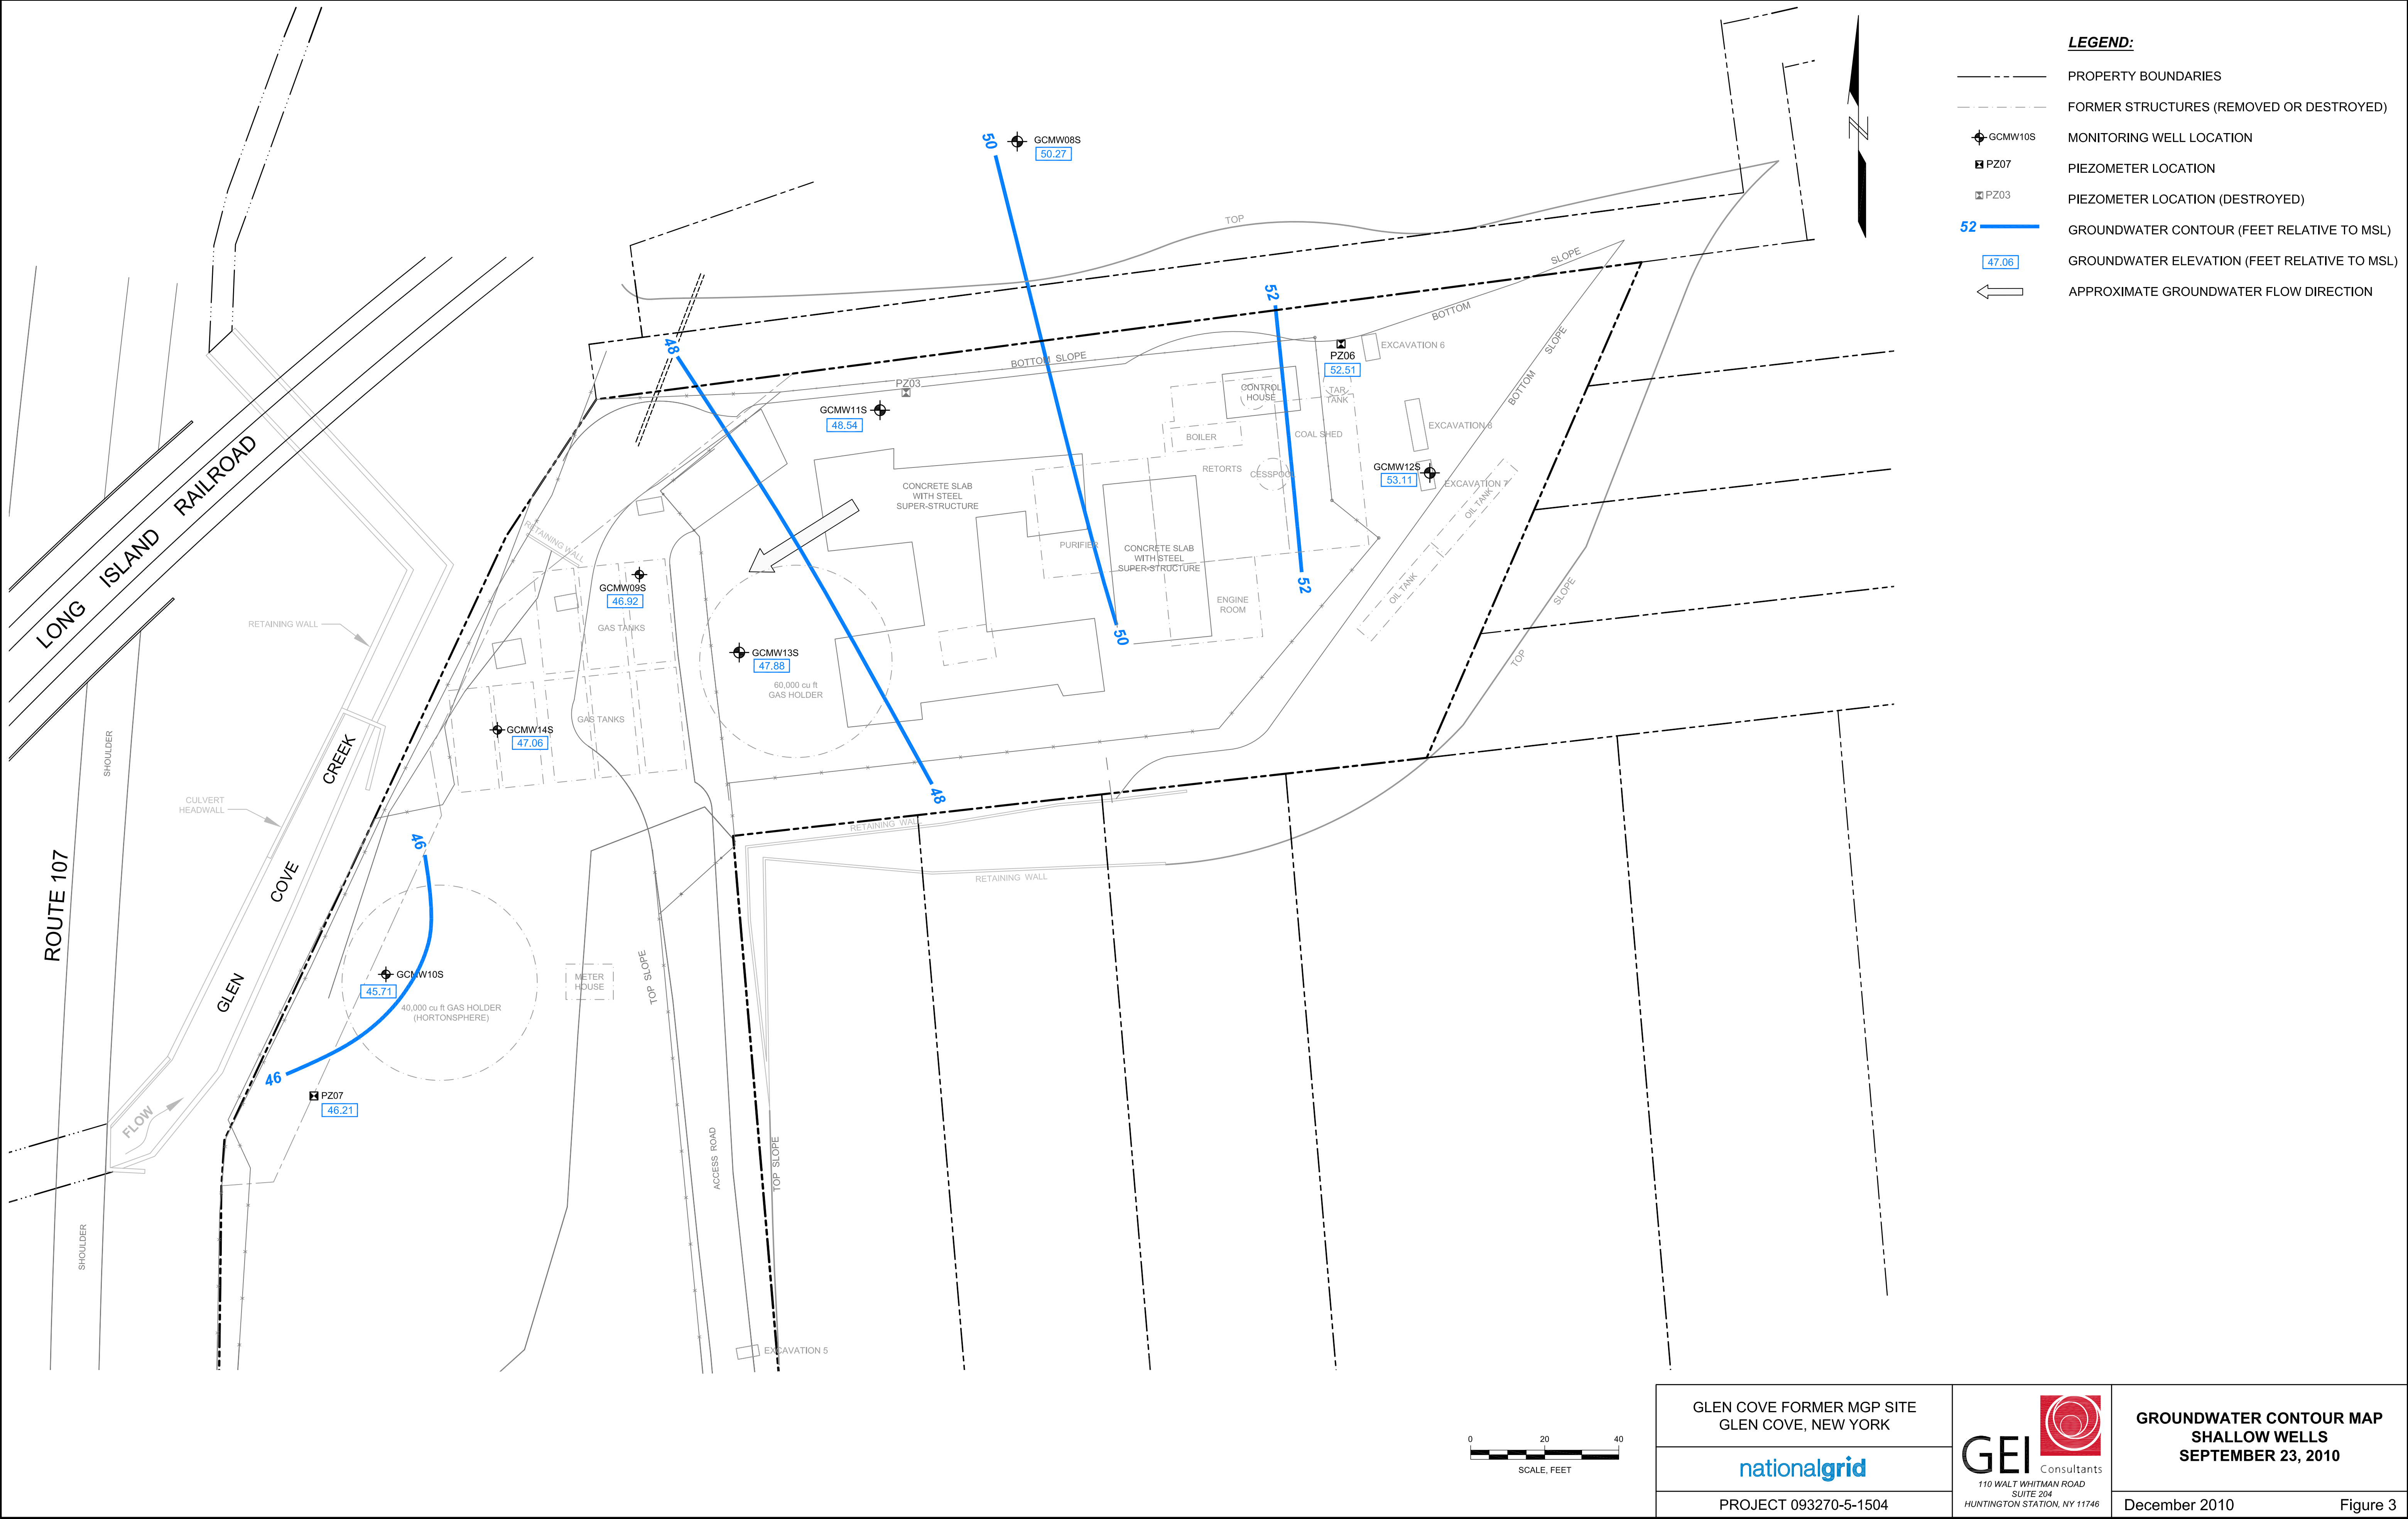 LEGEND:
PROPERTY BOUNDARIES
FORMER STRUCTURES (REMOVED OR DESTROYED)
GCMW10S MONITORING WELL LOCATION
PZ07 PIEZOMETER LOCATION
PZ03 PIEZOMETER LOCATION (DESTROYED)
52 GROUNDWATER CONTOUR (FEET RELATIVE TO MSL)
47.06 GROUNDWATER ELEVATION (FEET RELATIVE TO MSL)
APPROXIMATE GROUNDWATER FLOW DIRECTION
N
50
GCMW08S
50.27
TOP
SLOPE
52
BOTTOM
48
BOTTOM SLOPE
PZ06
52.51
EXCAVATION 6
SLOPE
BOTTOM
PZ03
GCMW11S
48.54
CONTROL
HOUSE
TAR
TANK
BOILER
COAL SHED
EXCAVATION 8
RETORTS
CESSPOOL
GCMW12S
53.11
EXCAVATION 7
OIL TANK
OIL TANK
CONCRETE SLAB
WITH STEEL
SUPER-STRUCTURE
PURIFIER
CONCRETE SLAB
WITH STEEL
SUPER-STRUCTURE
52
ENGINE
ROOM
50
SLOPE
TOP
LONG ISLAND RAILROAD
RETAINING WALL
RETAINING WALL
GCMW09S
46.92
GAS TANKS
GCMW13S
47.88
60,000 cu ft
GAS HOLDER
GCMW14S
47.06
GAS TANKS
48
SHOULDER
CULVERT
HEADWALL
GLEN COVE CREEK
ROUTE 107
46
RETAINING WALL
RETAINING WALL
GCMW10S
45.71
40,000 cu ft GAS HOLDER
(HORTONSPHERE)
METER
HOUSE
TOP SLOPE
46
PZ07
46.21
FLOW
ACCESS ROAD
TOP SLOPE
SHOULDER
EXCAVATION 5
0 20 40
SCALE, FEET
GLEN COVE FORMER MGP SITE
GLEN COVE, NEW YORK
nationalgrid
PROJECT 093270-5-1504
GEI Consultants
110 WALT WHITMAN ROAD
SUITE 204
HUNTINGTON STATION, NY 11746
GROUNDWATER CONTOUR MAP
SHALLOW WELLS
SEPTEMBER 23, 2010
December 2010 Figure 3